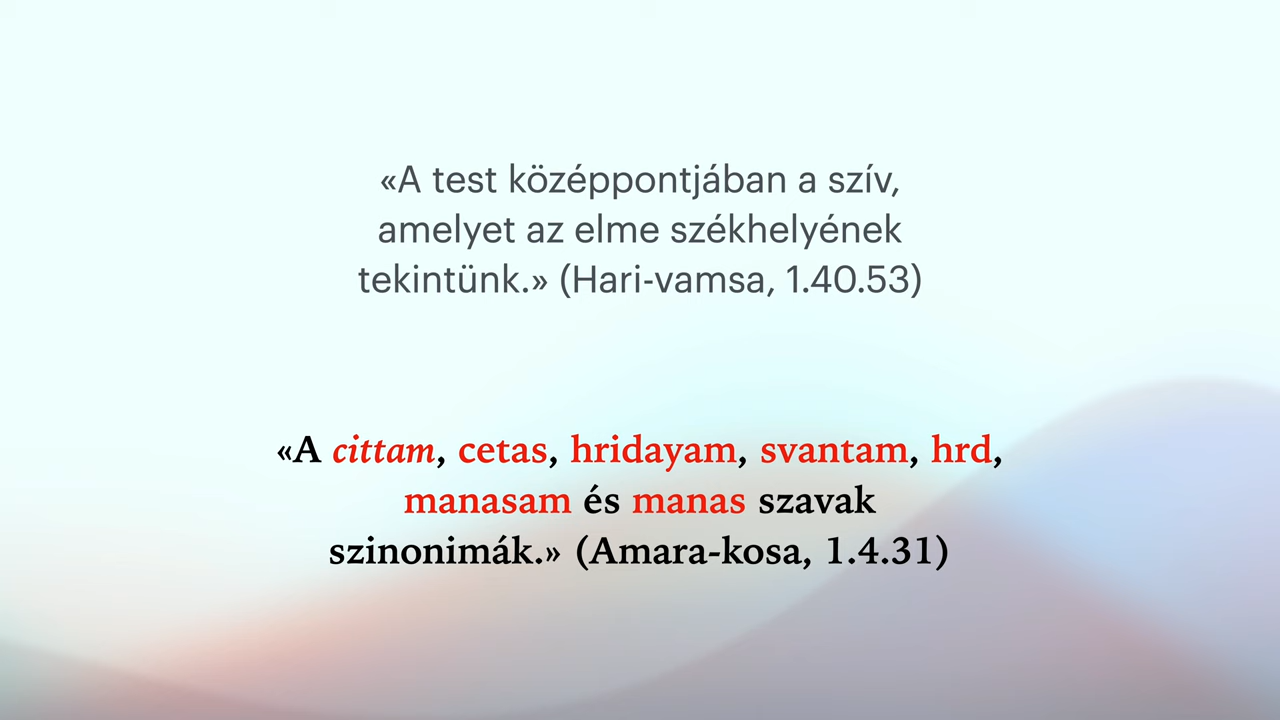 «A test középpontjában a szív,
amelyet az elme székhelyének
tekintünk.» (Hari-vamsa, 1.40.53)
«A cittam, cetas, hridayam, svantam, hrd,
manasam és manas szavak
szinonimák.» (Amara-kosa, 1.4.31)